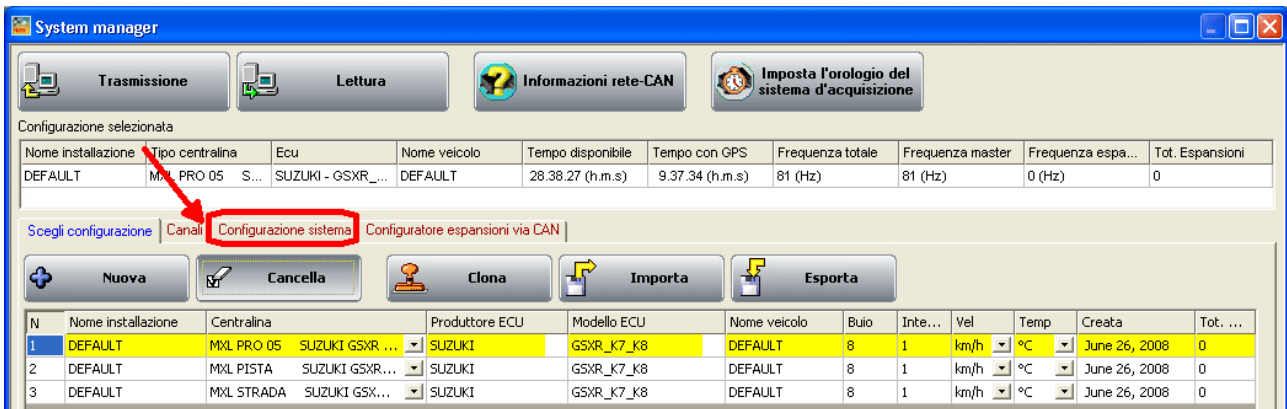 System manager
Trasmissione Lettura Informazioni rete-CAN Imposta l'orologio del
sistema d'acquisizione
Configurazione selezionata
Nome installazione Tipo centralina Ecu Nome veicolo Tempo disponibile Tempo con GPS Frequenza totale Frequenza master Frequenza espa... Tot. Espansioni
DEFAULT MXL PRO 05 S... SUZUKI - GSXR_... DEFAULT 28.38.27 (h.m.s) 9.37.34 (h.m.s) 81 (Hz) 81 (Hz) 0 (Hz) 0
Scegli configurazione Canali Configurazione sistema Configuratore espansioni via CAN
Nuova Cancella Clona Importa Esporta
N Nome installazione Centralina Produttore ECU Modello ECU Nome veicolo Buio Inte... Vel Temp Creata Tot. ...
1 DEFAULT MXL PRO 05 SUZUKI GSXR ... SUZUKI GSXR_K7_K8 DEFAULT 8 1 km/h °C June 26, 2008 0
2 DEFAULT MXL PISTA SUZUKI GSXR... SUZUKI GSXR_K7_K8 DEFAULT 8 1 km/h °C June 26, 2008 0
3 DEFAULT MXL STRADA SUZUKI GSX... SUZUKI GSXR_K7_K8 DEFAULT 8 1 km/h °C June 26, 2008 0